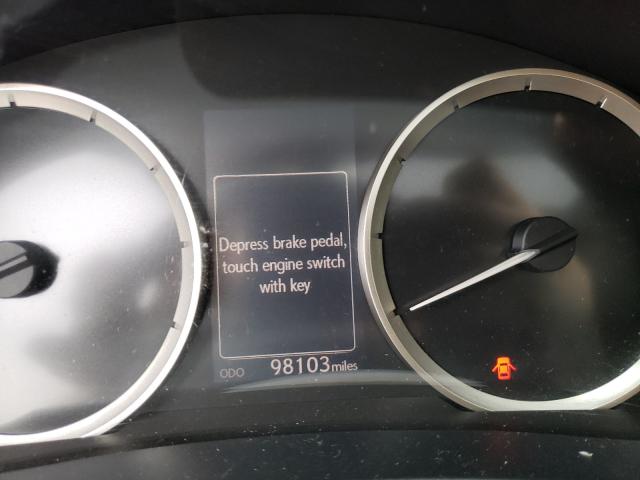 Depress brake pedal,
touch engine switch
with key
ODO 98103 miles